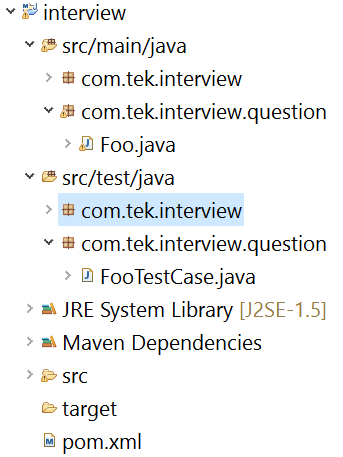 interview
src/main/java
com.tek.interview
com.tek.interview.question
Foo.java
src/test/java
com.tek.interview
com.tek.interview.question
FooTestCase.java
JRE System Library [J2SE-1.5]
Maven Dependencies
src
target
pom.xml